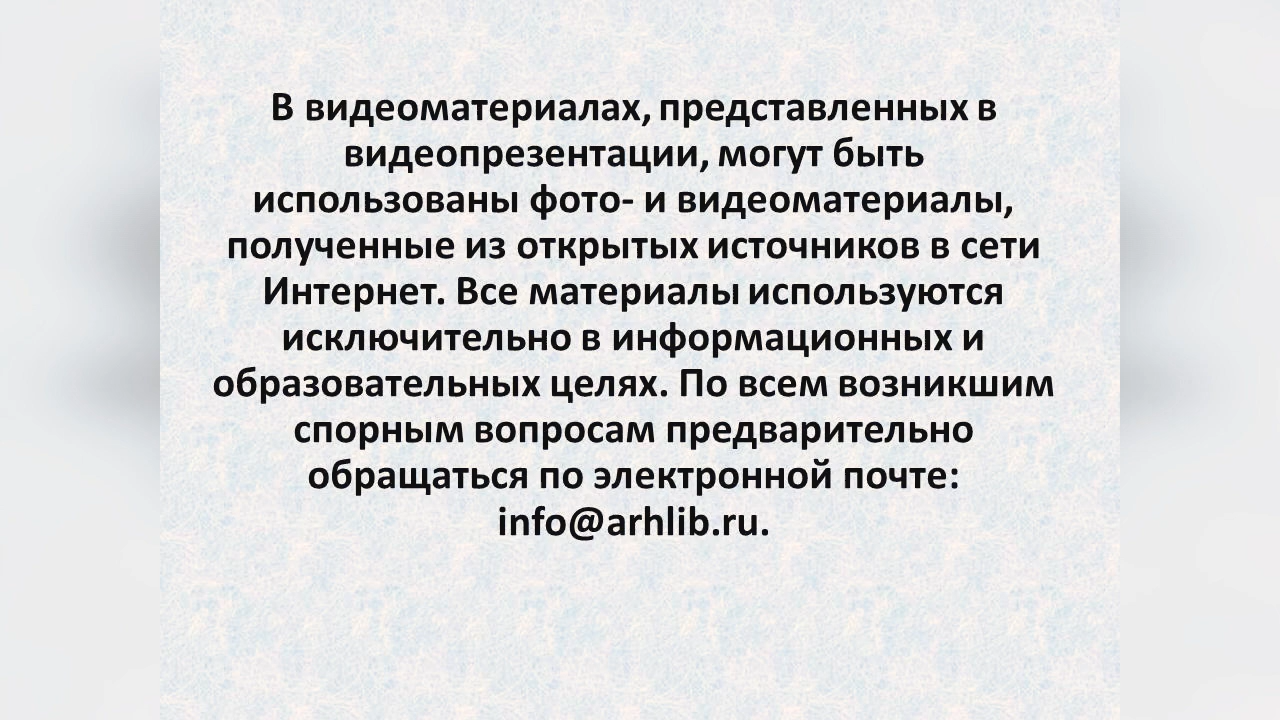 В видеоматериалах, представленных в
видеопрезентации, могут быть
использованы фото- и видеоматериалы,
полученные из открытых источников в сети
Интернет. Все материалы используются
исключительно в информационных и
образовательных целях. По всем возникшим
спорным вопросам предварительно
обращаться по электронной почте:
info@arhlib.ru.